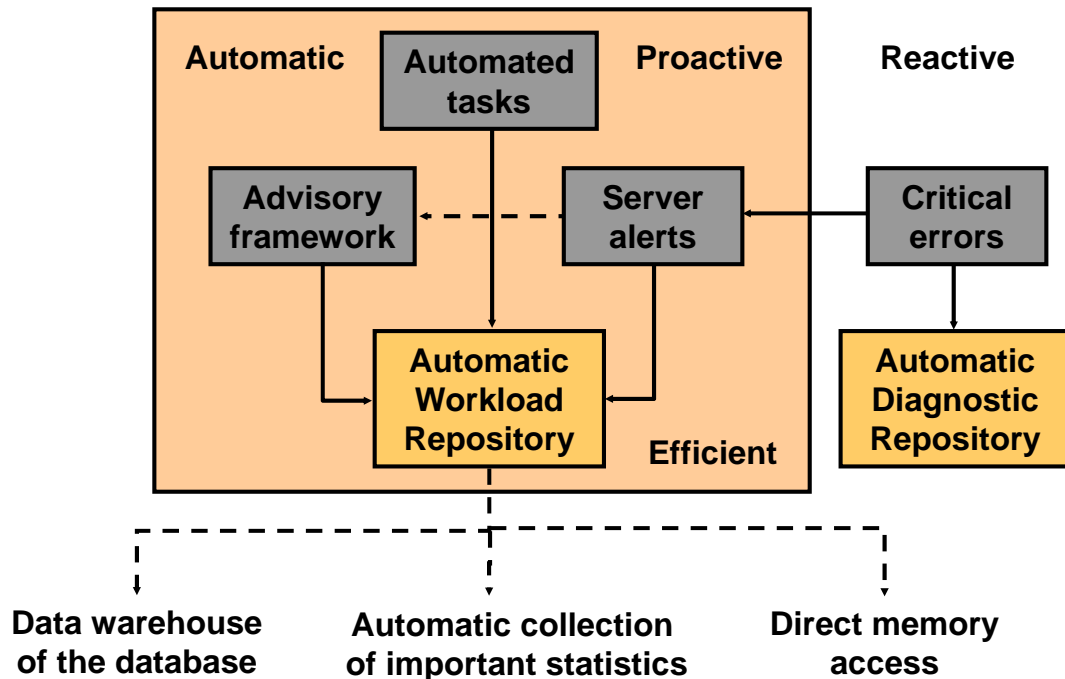 Automatic
Automated
tasks
Proactive
Reactive
Advisory
framework
Server
alerts
Critical
errors
Automatic
Workload
Repository
Efficient
Automatic
Diagnostic
Repository
Data warehouse
of the database
Automatic collection
of important statistics
Direct memory
access